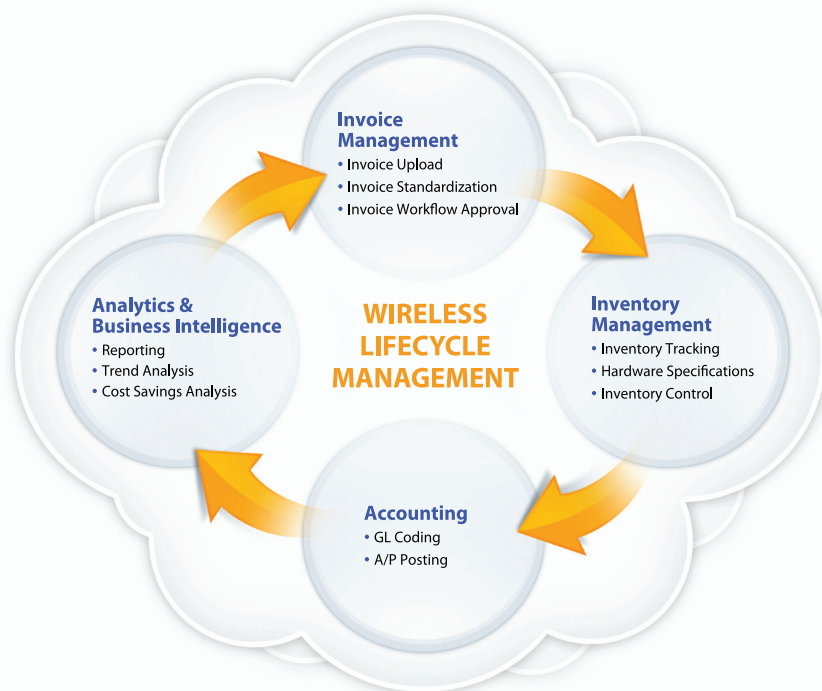 Invoice
Management
• Invoice Upload
• Invoice Standardization
• Invoice Workflow Approval
Analytics &
Business Intelligence
• Reporting
• Trend Analysis
• Cost Savings Analysis
WIRELESS
LIFECYCLE
MANAGEMENT
Inventory
Management
• Inventory Tracking
• Hardware Specifications
• Inventory Control
Accounting
• GL Coding
• A/P Posting